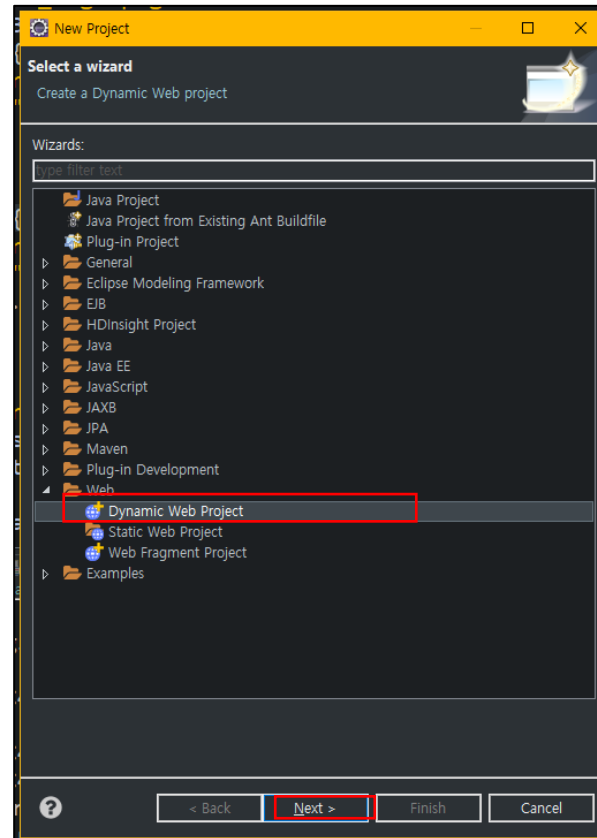 New Project
Select a wizard
Create a Dynamic Web project
Wizards:
type filter text
Java Project
Java Project from Existing Ant Buildfile
Plug-in Project
General
Eclipse Modeling Framework
EJB
HDInsight Project
Java
Java EE
JavaScript
JAXB
JPA
Maven
Plug-in Development
Web
Dynamic Web Project
Static Web Project
Web Fragment Project
Examples
< Back Next > Finish Cancel